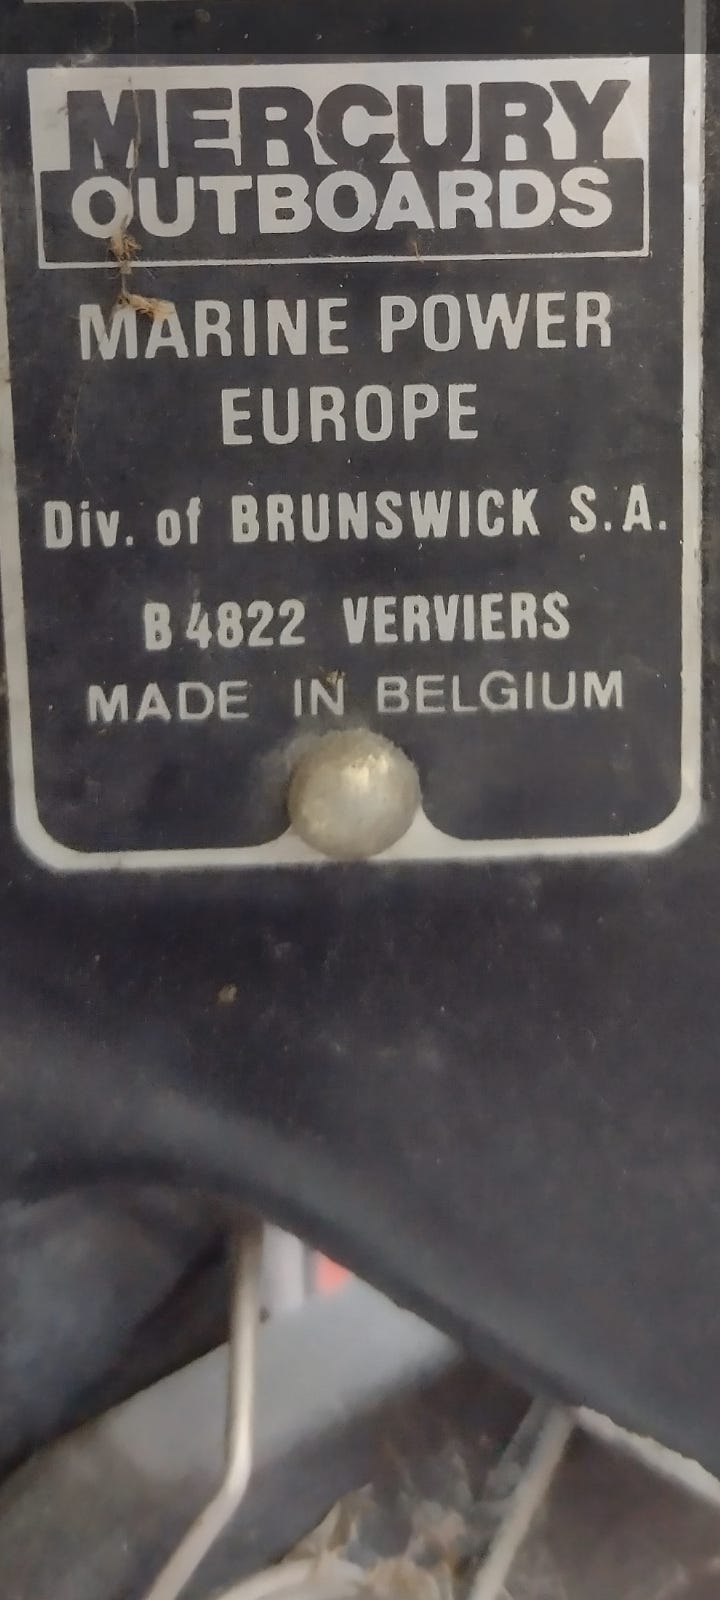 MERCURY
OUTBOARDS
MARINE POWER
EUROPE
Div. of BRUNSWICK S.A.
B 4822 VERVIERS
MADE IN BELGIUM